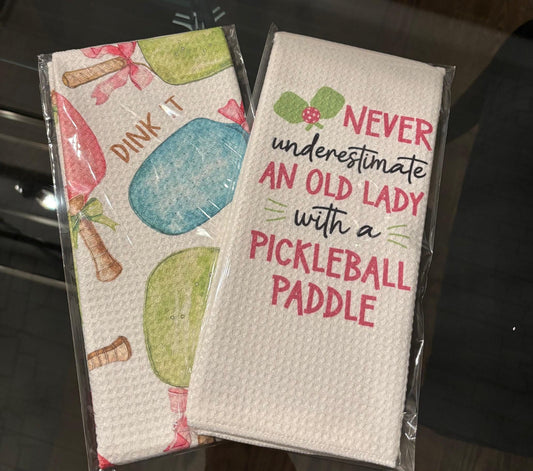 DINK IT
NEVER
underestimate
AN OLD LADY
with a
PICKLEBALL
PADDLE